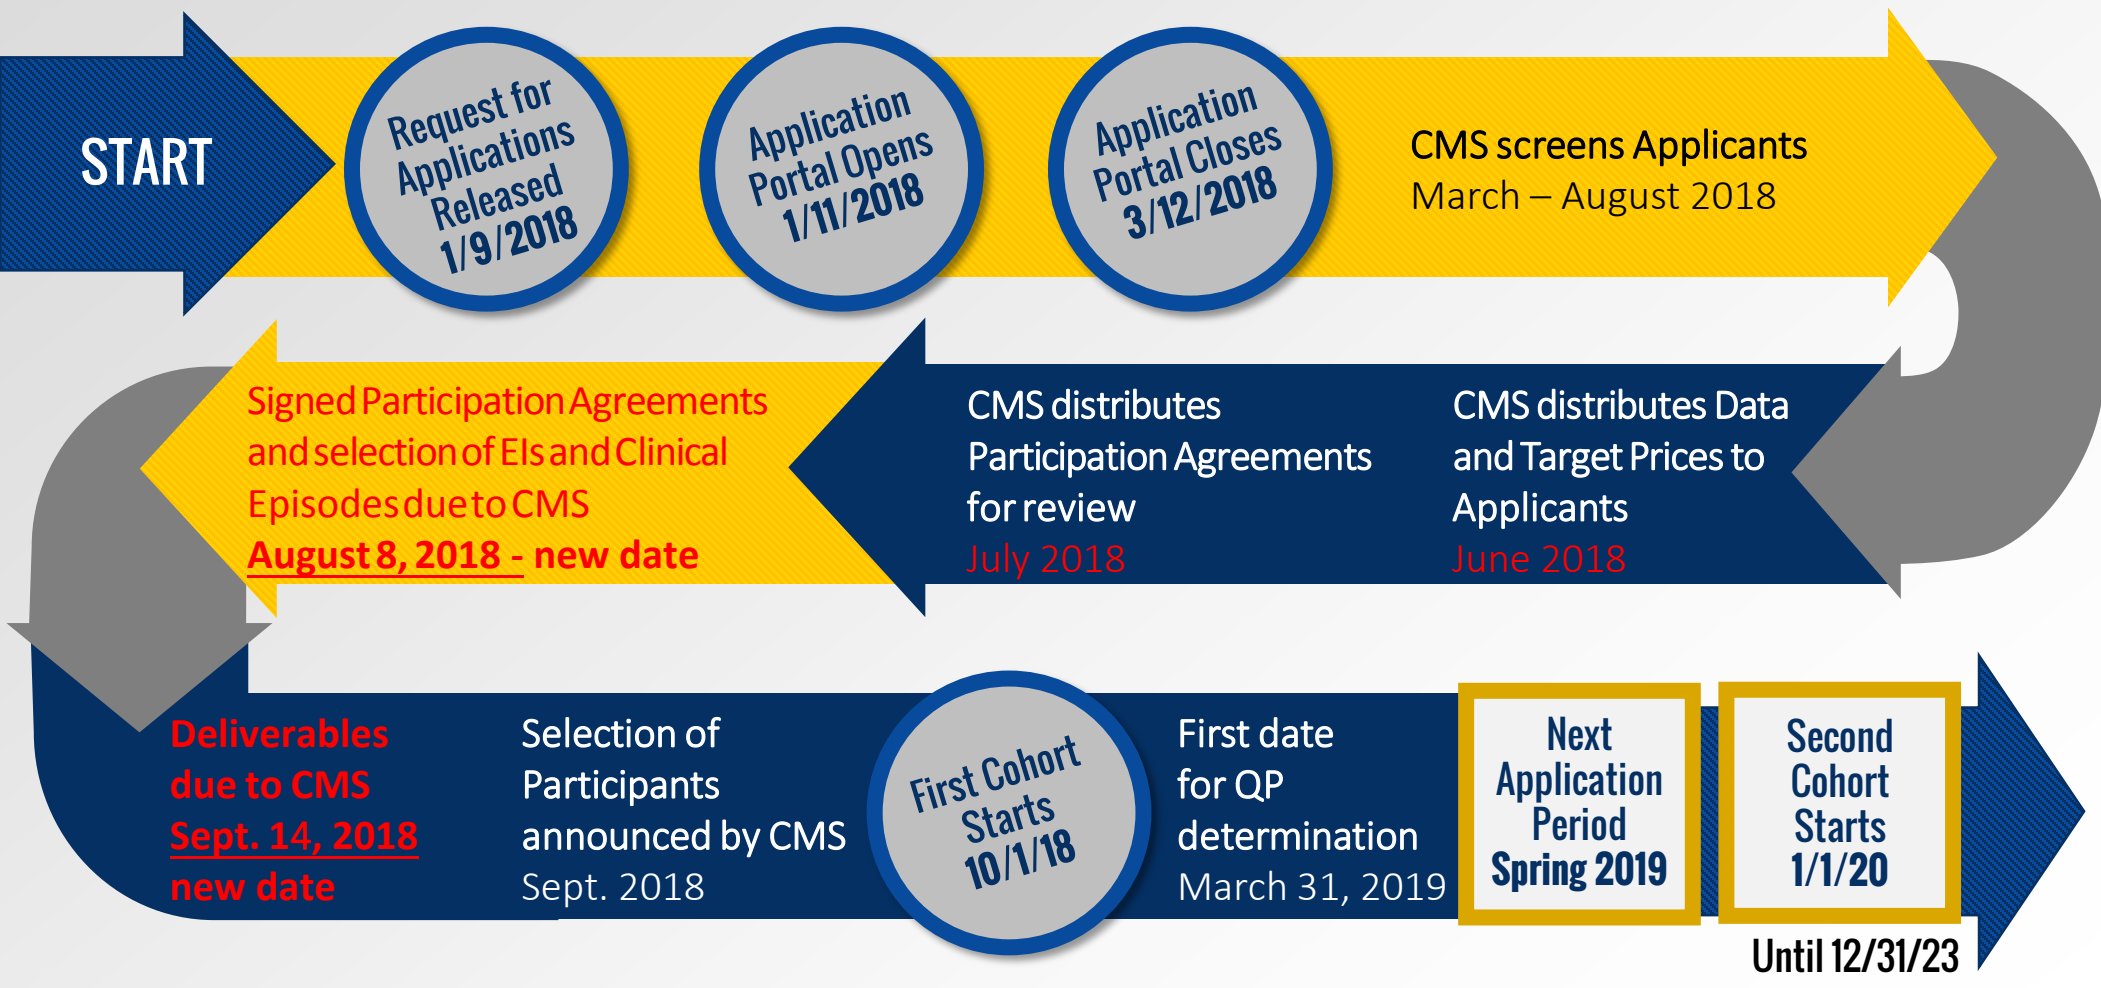 START
Request for
Applications
Released
1/9/2018
Application
Portal Opens
1/11/2018
Application
Portal Closes
3/12/2018
CMS screens Applicants
March – August 2018
CMS distributes Data
and Target Prices to
Applicants
June 2018
CMS distributes
Participation Agreements
for review
July 2018
Signed Participation Agreements
and selection of EIs and Clinical
Episodes due to CMS
August 8, 2018 - new date
Deliverables
due to CMS
Sept. 14, 2018
new date
Selection of
Participants
announced by CMS
Sept. 2018
First Cohort
Starts
10/1/18
First date
for QP
determination
March 31, 2019
Next
Application
Period
Spring 2019
Second
Cohort
Starts
1/1/20
Until 12/31/23